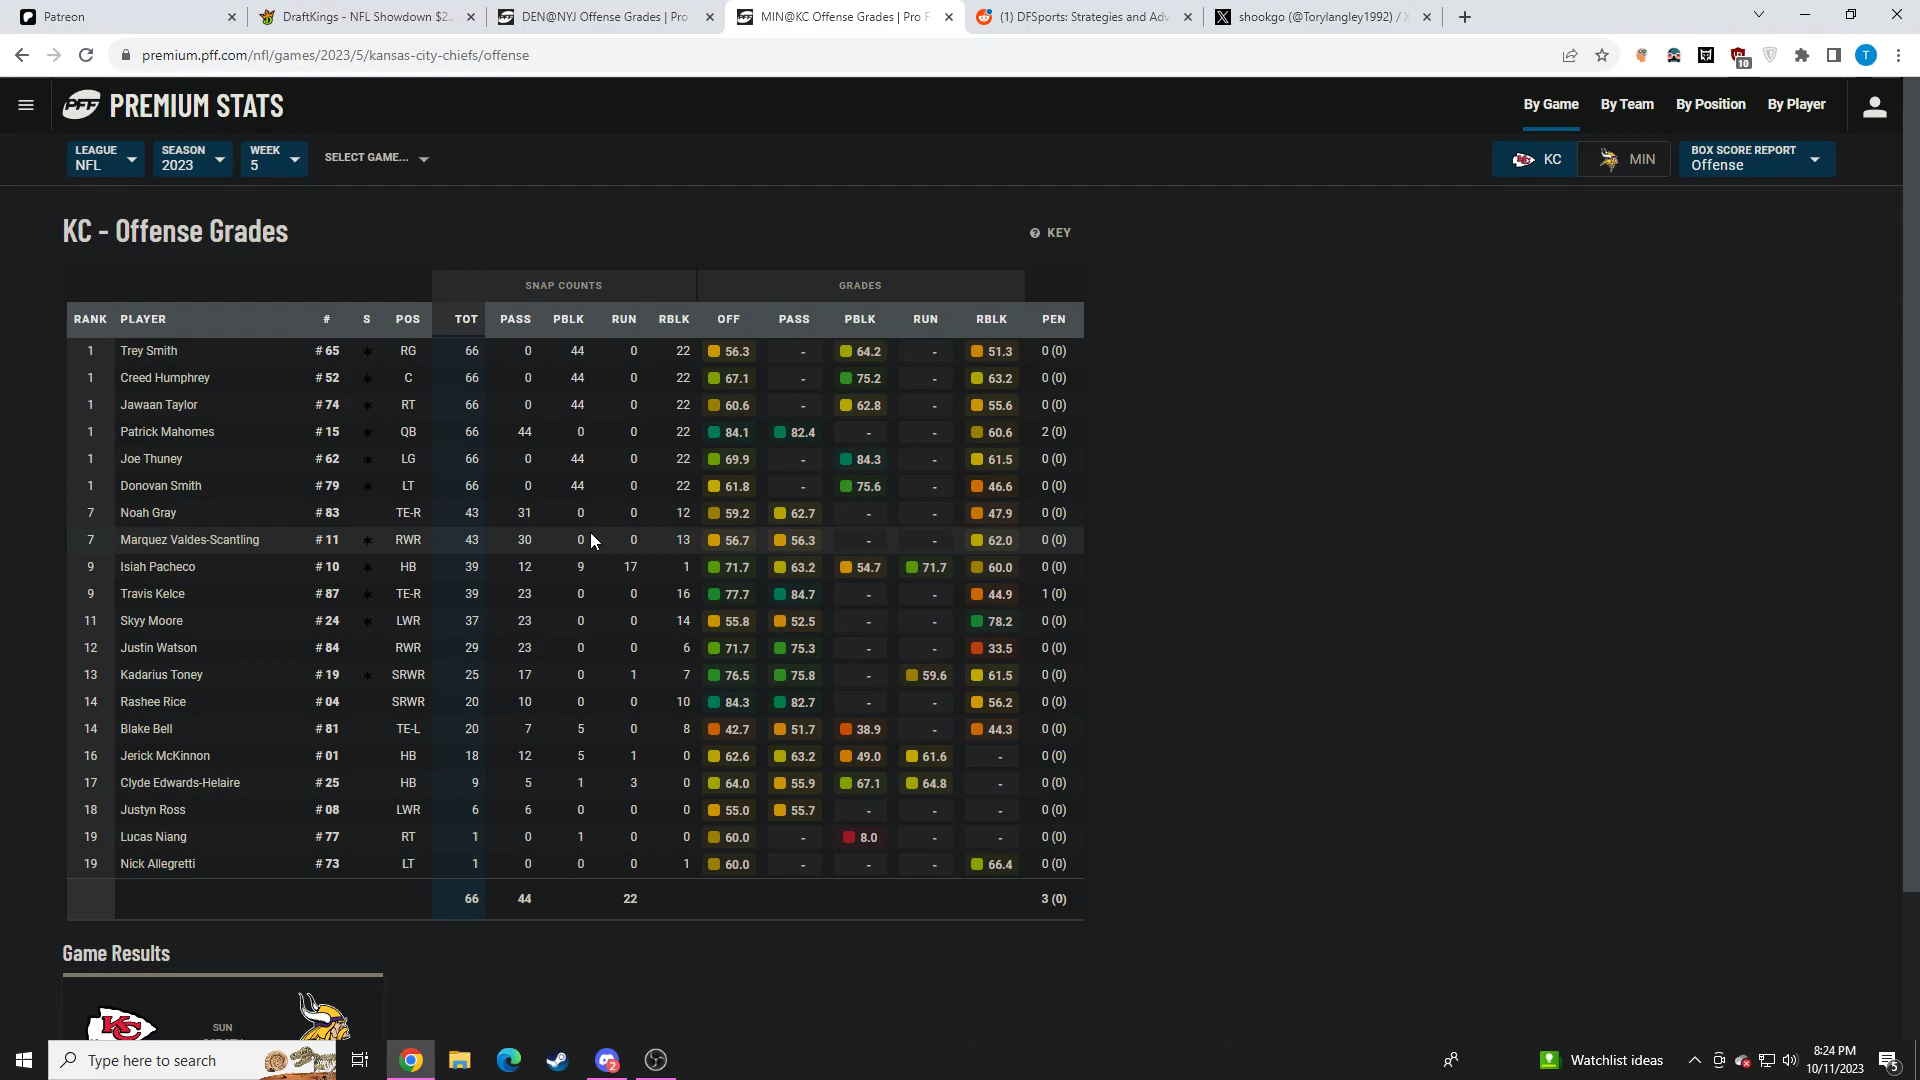 Patreon
DraftKings - NFL Showdown $2.
DEN@NYJ Offense Grades | Pro
MIN@KC Offense Grades | Pro F
(1) DFSports: Strategies and Adv
shookgo (@Torylangley1992) / X
premium.pff.com/nfl/games/2023/5/kansas-city-chiefs/offense
10
T
PFF PREMIUM STATS
By Game By Team By Position By Player
LEAGUE SEASON WEEK
NFL 2023 5
SELECT GAME...
KC MIN
BOX SCORE REPORT
Offense
KC - Offense Grades
KEY
SNAP COUNTS GRADES
RANK PLAYER # S POS TOT PASS PBLK RUN RBLK OFF PASS PBLK RUN RBLK PEN
1 Trey Smith # 65 * RG 66 0 44 0 22 56.3 - 64.2 - 51.3 0 (0)
1 Creed Humphrey # 52 * C 66 0 44 0 22 67.1 - 75.2 - 63.2 0 (0)
1 Jawaan Taylor # 74 * RT 66 0 44 0 22 60.6 - 62.8 - 55.6 0 (0)
1 Patrick Mahomes # 15 * QB 66 44 0 0 22 84.1 82.4 - - 60.6 2 (0)
1 Joe Thuney # 62 * LG 66 0 44 0 22 69.9 - 84.3 - 61.5 0 (0)
1 Donovan Smith # 79 * LT 66 0 44 0 22 61.8 - 75.6 - 46.6 0 (0)
7 Noah Gray # 83 TE-R 43 31 0 0 12 59.2 62.7 - - 47.9 0 (0)
7 Marquez Valdes-Scantling # 11 * RWR 43 30 0 0 13 56.7 56.3 - - 62.0 0 (0)
9 Isiah Pacheco # 10 * HB 39 12 9 17 1 71.7 63.2 54.7 71.7 60.0 0 (0)
9 Travis Kelce # 87 * TE-R 39 23 0 0 16 77.7 84.7 - - 44.9 1 (0)
11 Skyy Moore # 24 * LWR 37 23 0 0 14 55.8 52.5 - - 78.2 0 (0)
12 Justin Watson # 84 RWR 29 23 0 0 6 71.7 75.3 - - 33.5 0 (0)
13 Kadarius Toney # 19 * SRWR 25 17 0 1 7 76.5 75.8 - 59.6 61.5 0 (0)
14 Rashee Rice # 04 SRWR 20 10 0 0 10 84.3 82.7 - - 56.2 0 (0)
14 Blake Bell # 81 TE-L 20 7 5 0 8 42.7 51.7 38.9 - 44.3 0 (0)
16 Jerick McKinnon # 01 HB 18 12 5 1 0 62.6 63.2 49.0 61.6 - 0 (0)
17 Clyde Edwards-Helaire # 25 HB 9 5 1 3 0 64.0 55.9 67.1 64.8 - 0 (0)
18 Justyn Ross # 08 LWR 6 6 0 0 0 55.0 55.7 - - - 0 (0)
19 Lucas Niang # 77 RT 1 0 1 0 0 60.0 - 8.0 - - 0 (0)
19 Nick Allegretti # 73 LT 1 0 0 0 1 60.0 - - - 66.4 0 (0)
66 44 22 3 (0)
Game Results
KC
SUN
Type here to search
2
Watchlist ideas
8:24 PM
10/11/2023
5